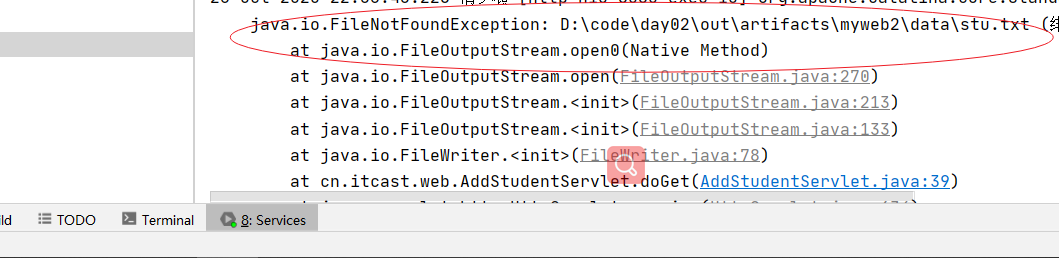 java.io.FileNotFoundException: D:\code\day02\out\artifacts\myweb2\data\stu.txt
at java.io.FileOutputStream.open0(Native Method)
at java.io.FileOutputStream.open(FileOutputStream.java:270)
at java.io.FileOutputStream.<init>(FileOutputStream.java:213)
at java.io.FileOutputStream.<init>(FileOutputStream.java:133)
at java.io.FileWriter.<init>(FileWriter.java:78)
at cn.itcast.web.AddStudentServlet.doGet(AddStudentServlet.java:39)
ild TODO Terminal 8: Services